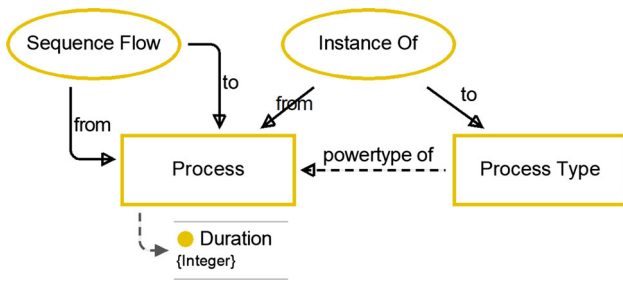 Sequence Flow
Instance Of
to
from
to
from
powertype of
Process
Process Type
Duration
{Integer}